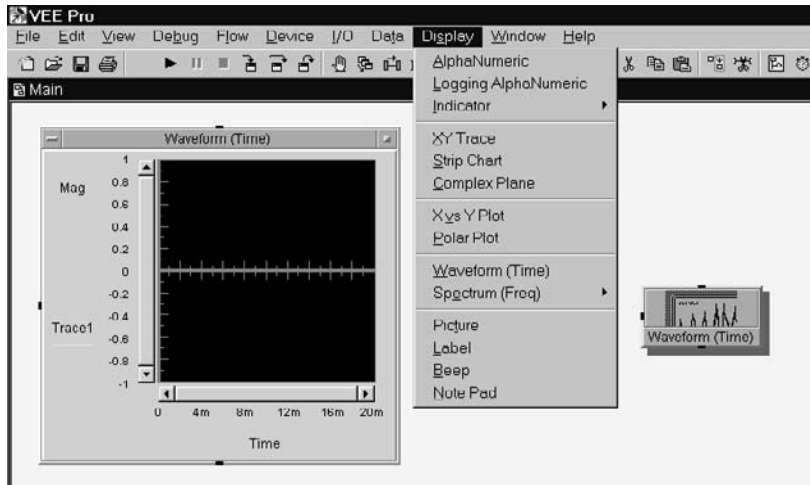 VEE Pro
File Edit View Debug Flow Device I/O Data Display Window Help
Main
AlphaNumeric
Logging AlphaNumeric
Indicator
XY Trace
Strip Chart
Complex Plane
X vs Y Plot
Polar Plot
Waveform (Time)
Spectrum (Freq)
Picture
Label
Beep
Note Pad
Waveform (Time)
Mag
Trace1
1
0.8
0.6
0.4
0.2
0
-0.2
-0.4
-0.6
-0.8
-1
0 4m 8m 12m 16m 20m
Time
Waveform (Time)